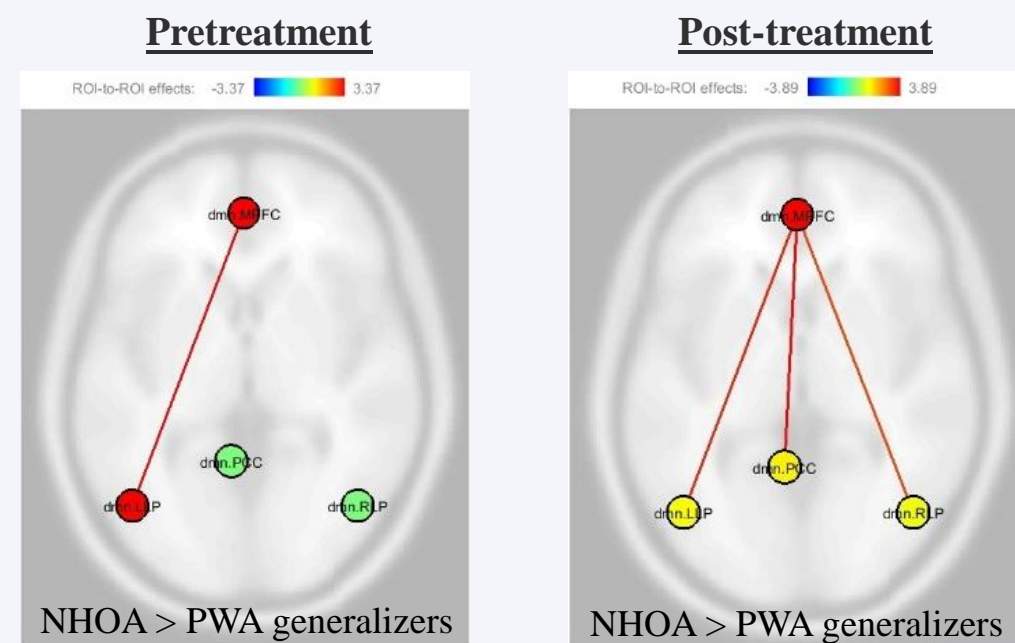 Pretreatment
ROI-to-ROI effects: -3.37 3.37
dmn.MPFC
dmn.PCC
dmn.LLP dmn.RLP
NHOA > PWA generalizers
Post-treatment
ROI-to-ROI effects: -3.89 3.89
dmn.MPFC
dmn.PCC
dmn.LLP dmn.RLP
NHOA > PWA generalizers